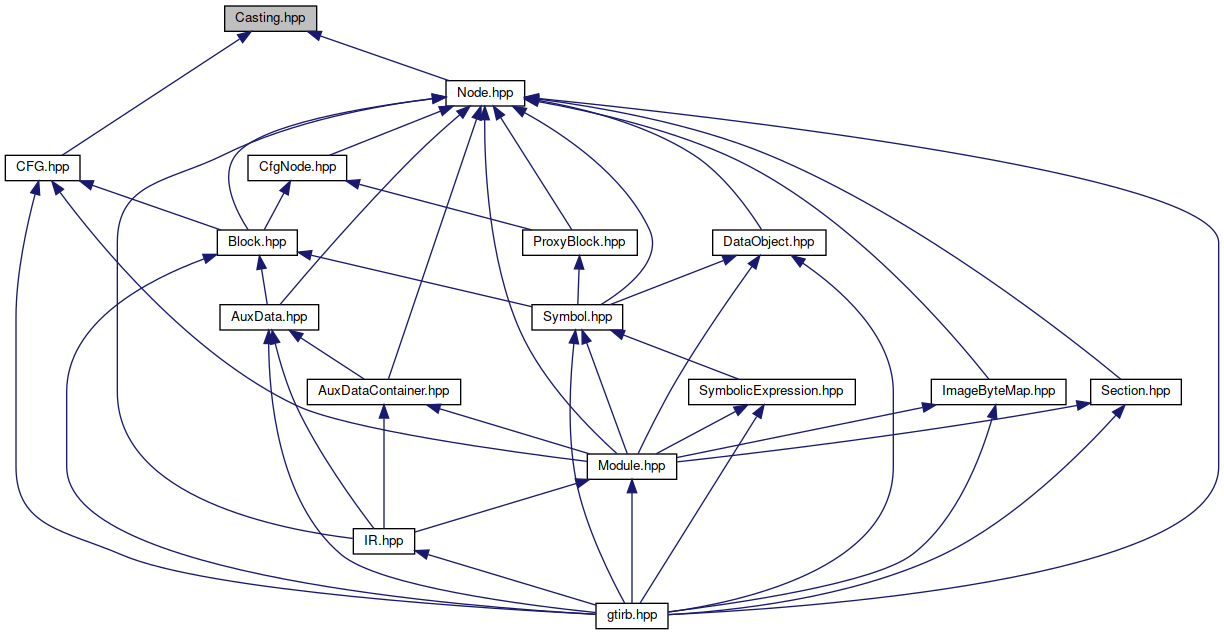 Casting.hpp
Node.hpp
CFG.hpp
CfgNode.hpp
Block.hpp
ProxyBlock.hpp
DataObject.hpp
AuxData.hpp
Symbol.hpp
AuxDataContainer.hpp
SymbolicExpression.hpp
ImageByteMap.hpp
Section.hpp
Module.hpp
IR.hpp
gtirb.hpp